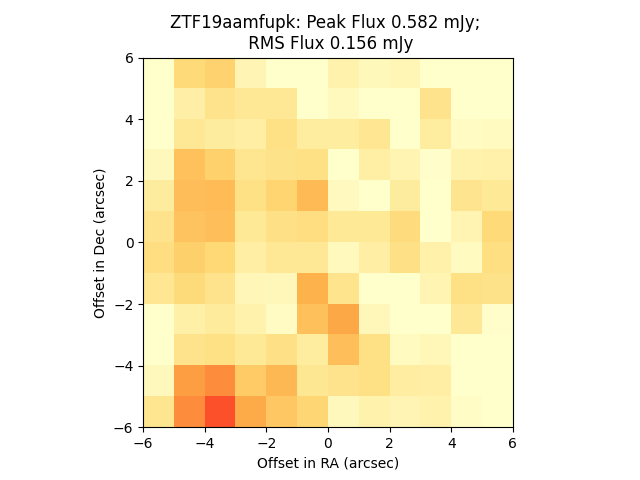 ZTF19aamfupk: Peak Flux 0.582 mJy;
RMS Flux 0.156 mJy
6
4
2
0
−2
−4
−6
Offset in Dec (arcsec)
−6 −4 −2 0 2 4 6
Offset in RA (arcsec)